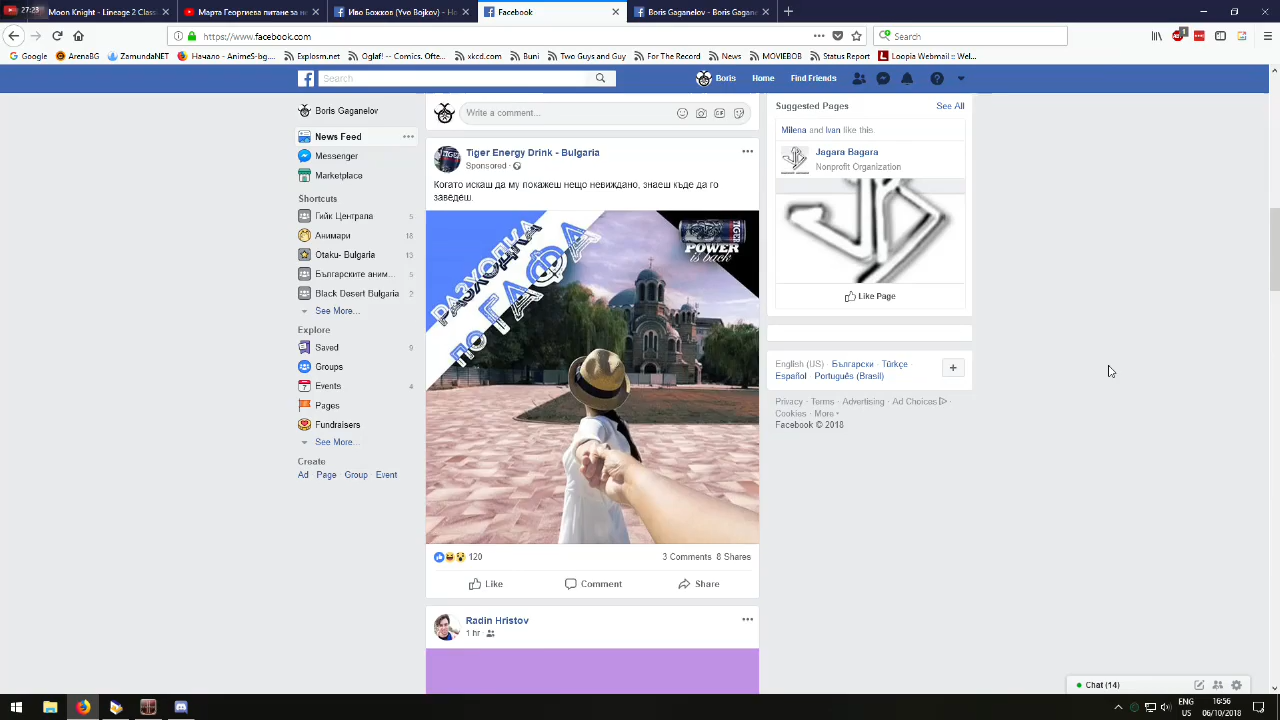 27:23
Moon Knight - Lineage 2 Class
Марта Георгиева питане за не
Иво Божков (Yvo Bojkov) - Ho
Facebook
Boris Gaganelov - Boris Gagane
https://www.facebook.com
Search
1
Google
ArenaBG
ZamundaNET
Начало - AnimeS-bg...
Explosm.net
Oglaf! -- Comics. Ofte...
xkcd.com
Buni
Two Guys and Guy
For The Record
News
MOVIEBOB
Status Report
Loopia Webmail :: Wel...
Search
Boris
Home
Find Friends
Boris Gaganelov
News Feed
Messenger
Marketplace
Shortcuts
Гийк Централа 5
Анимари 18
Otaku- Bulgaria 13
Българските аним... 5
Black Desert Bulgaria 2
See More...
Explore
Saved 9
Groups
Events 4
Pages
Fundraisers
See More...
Create
Ad Page Group Event
Write a comment...
Tiger Energy Drink - Bulgaria
Sponsored ·
Когато искаш да му покажеш нещо невиждано, знаеш къде да го
заведеш.
РАЗХОДКА
по ГАФА
TIGER
POWER
is back
120
3 Comments 8 Shares
Like
Comment
Share
Radin Hristov
1 hr ·
Suggested Pages
See All
Milena and Ivan like this.
Jagara Bagara
Nonprofit Organization
Like Page
English (US) · Български · Türkçe ·
Español · Português (Brasil)
Privacy · Terms · Advertising · Ad Choices ·
Cookies · More
Facebook © 2018
Chat (14)
ENG
US
16:56
06/10/2018